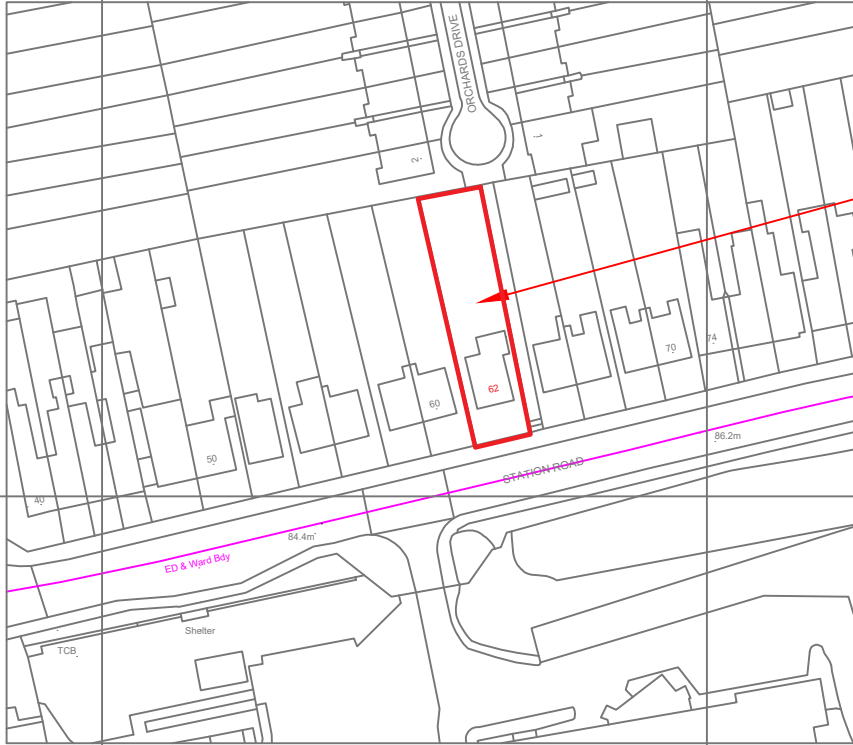 ORCHARDS DRIVE
2
1
74
70
62
60
50
40
86.2m
STATION ROAD
84.4m
ED & Ward Bdy
Shelter
TCB